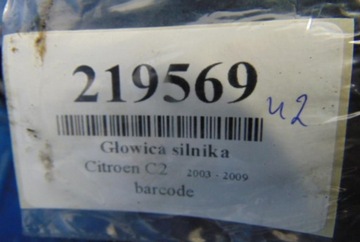 219569
u2
Głowica silnika
Citroen C2 2003 - 2009
barcode